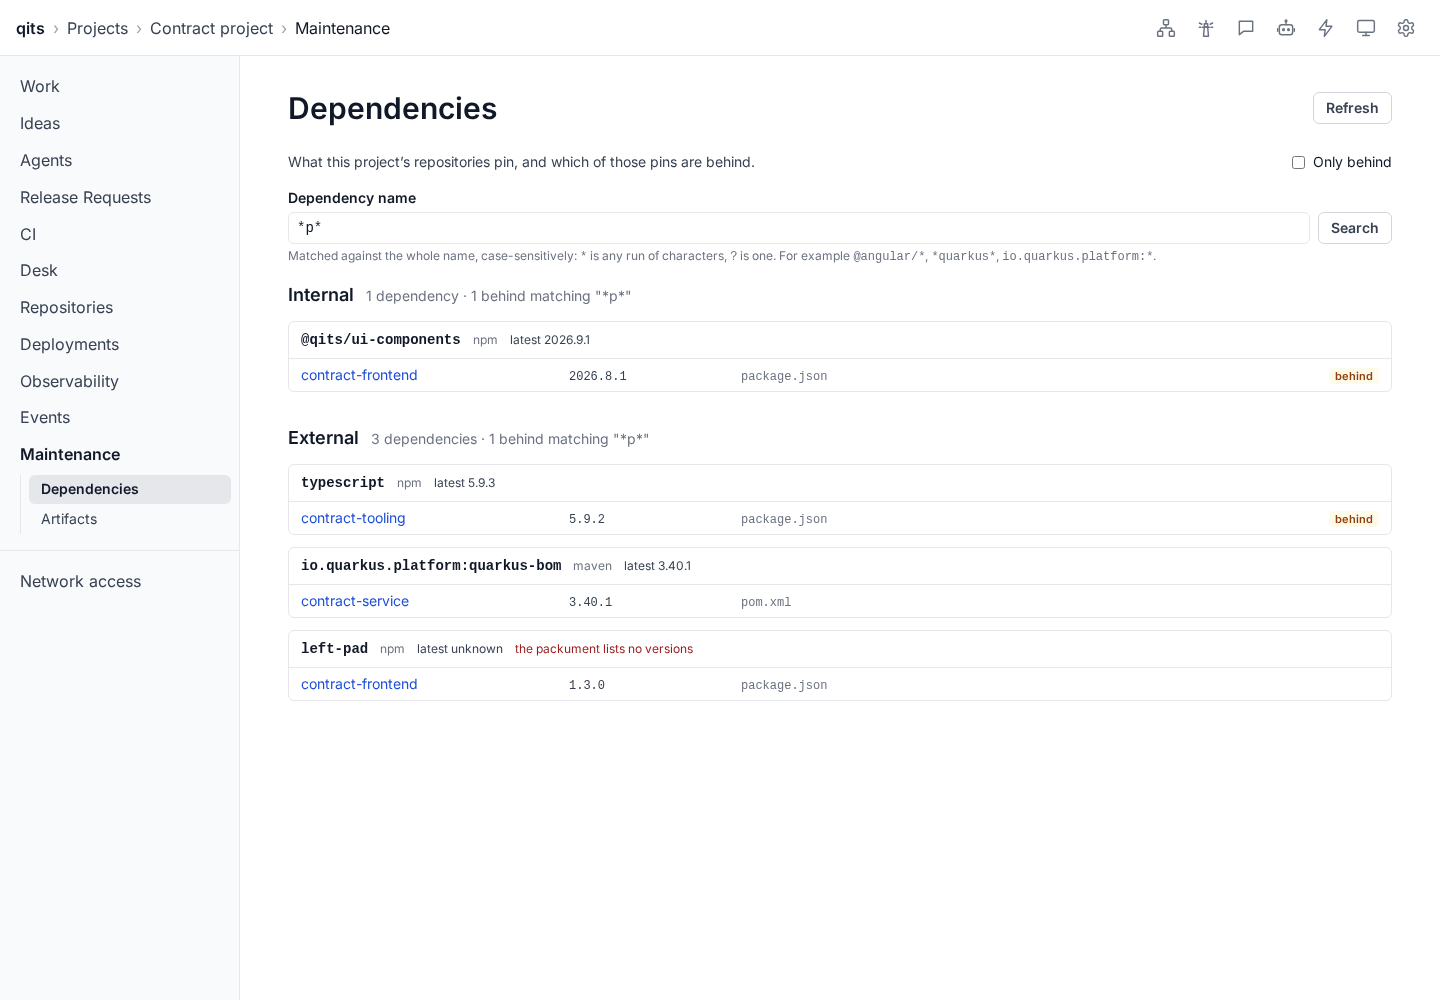 qits › Projects › Contract project › Maintenance
Work
Ideas
Agents
Release Requests
CI
Desk
Repositories
Deployments
Observability
Events
Maintenance
Dependencies
Artifacts
Network access
Dependencies
Refresh
What this project’s repositories pin, and which of those pins are behind.
Only behind
Dependency name
*p*
Search
Matched against the whole name, case-sensitively: * is any run of characters, ? is one. For example @angular/*, *quarkus*, io.quarkus.platform:*.
Internal 1 dependency · 1 behind matching "*p*"
@qits/ui-components npm latest 2026.9.1
contract-frontend 2026.8.1 package.json behind
External 3 dependencies · 1 behind matching "*p*"
typescript npm latest 5.9.3
contract-tooling 5.9.2 package.json behind
io.quarkus.platform:quarkus-bom maven latest 3.40.1
contract-service 3.40.1 pom.xml
left-pad npm latest unknown the packument lists no versions
contract-frontend 1.3.0 package.json